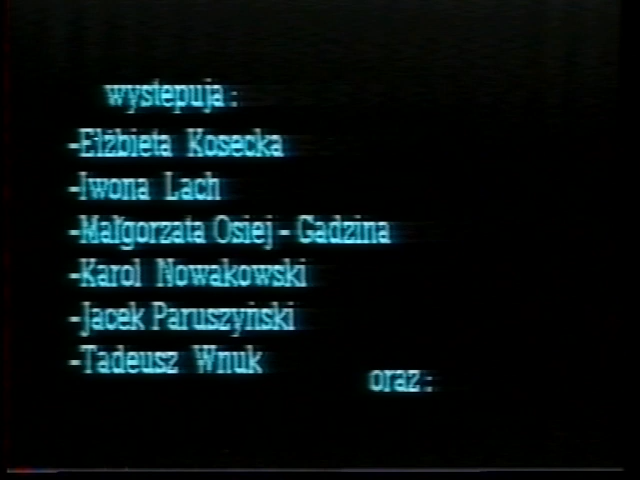 wystepuja :
-Elżbieta Kosecka
-Iwona Lach
-Małgorzata Osiej - Gadzina
-Karol Nowakowski
-Jacek Paruszyński
-Tadeusz Wnuk
oraz :